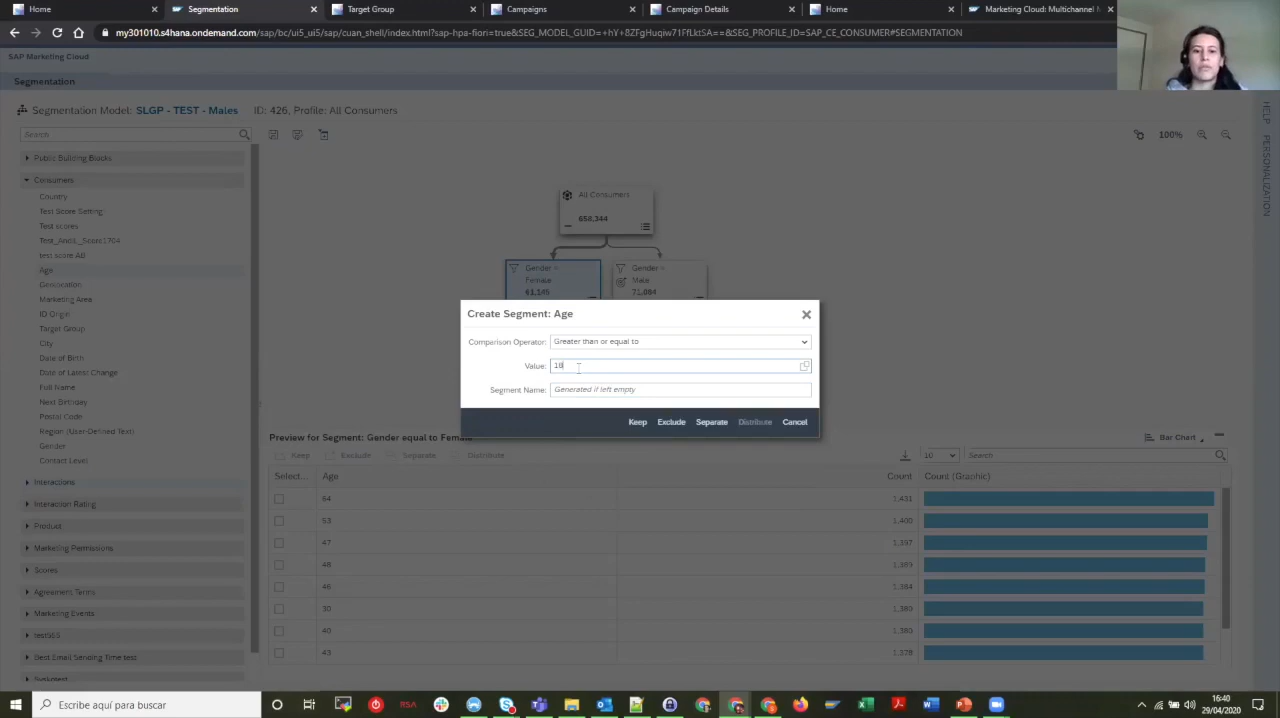 Home
Segmentation
Target Group
Campaigns
Campaign Details
Home
Marketing Cloud: Multichannel M
my301010.s4hana.ondemand.com/sap/bc/ui5_ui5/sap/cuan_shell/index.html?sap-hpa-fiori=true&SEG_MODEL_GUID=+hY+8ZFgHuqiw71FfLktSA==&SEG_PROFILE_ID=SAP_CE_CONSUMER#SEGMENTATION
SAP Marketing Cloud
Segmentation
Segmentation Model: SLGP - TEST - Males ID: 426, Profile: All Consumers
Search
100%
HELP
PERSONALIZATION
Public Building Blocks
Consumers
Country
Test Score Setting
Test scores
Test_Andi_Score1704
test score AB
Age
Geolocation
Marketing Area
ID Origin
Target Group
City
Date of Birth
Date of Latest Change
Full Name
Next Birthday
Postal Code
Region (User-Defined Text)
Gender
Contact Level
Interactions
Interaction Rating
Product
Marketing Permissions
Scores
Agreement Terms
Marketing Events
testGSS
Best Email Sending Time test
All Consumers
658,344
Gender =
Female
61,145
Gender =
Male
71,094
Create Segment: Age
Comparison Operator: Greater than or equal to
Value: 18
Segment Name: Generated if left empty
Keep Exclude Separate Distribute Cancel
Preview for Segment: Gender equal to Female
Bar Chart
Keep Exclude Separate Distribute
10 Search
Select... Age Count Count (Graphic)
64 1,431
53 1,400
47 1,397
48 1,389
46 1,384
30 1,380
40 1,380
43 1,378
Escribe aquí para buscar
RSA
16:40
29/04/2020